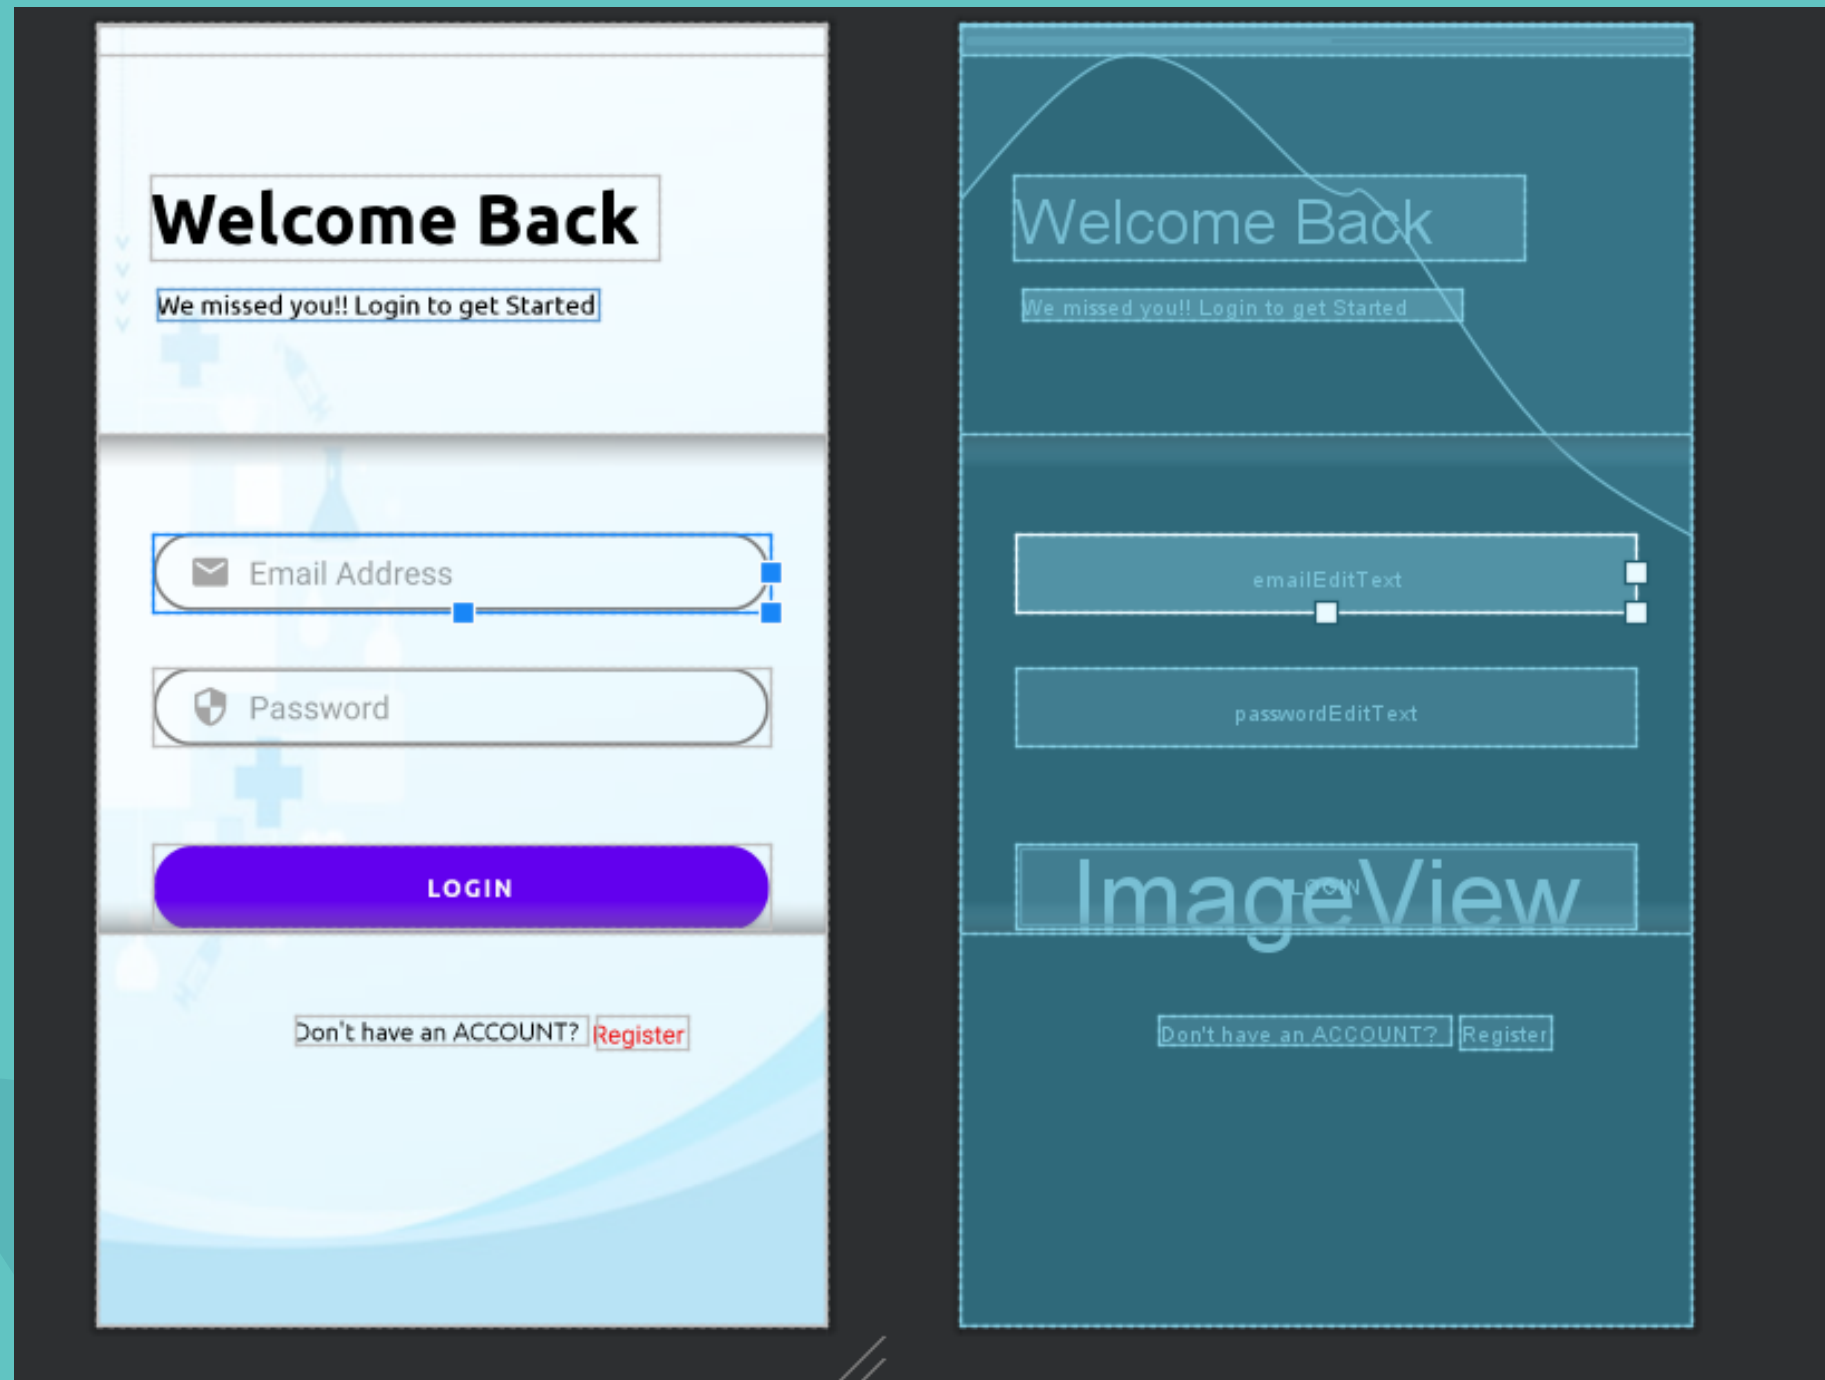 Welcome Back
We missed you!! Login to get Started
Email Address
Password
LOGIN
Don't have an ACCOUNT? Register
Welcome Back
We missed you!! Login to get Started
emailEditText
passwordEditText
LOGIN
ImageView
Don't have an ACCOUNT? Register